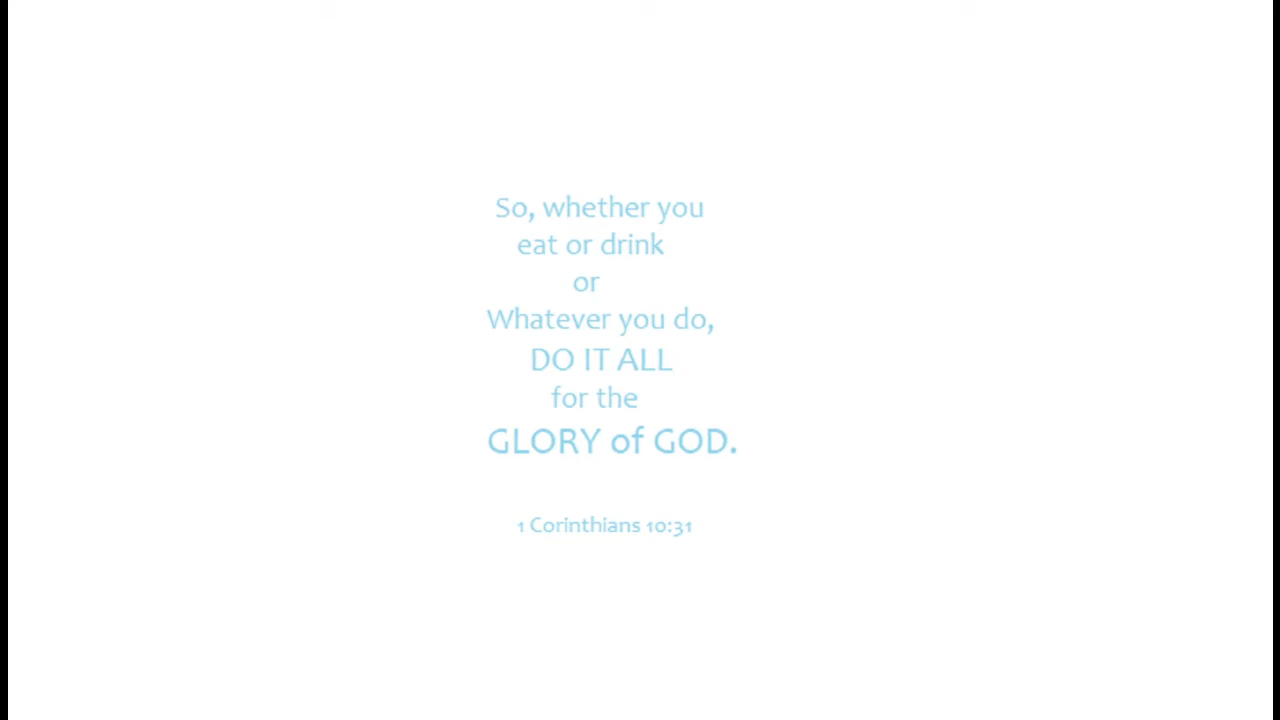 So, whether you
eat or drink
or
Whatever you do,
DO IT ALL
for the
GLORY of GOD.
1 Corinthians 10:31